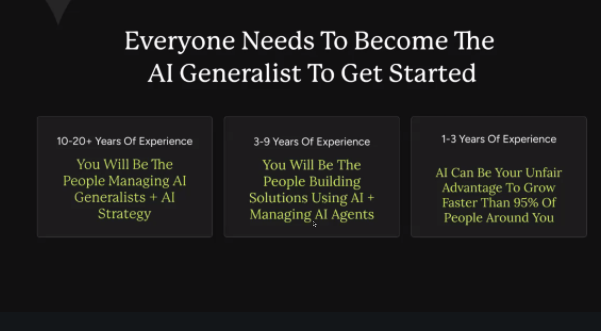 Everyone Needs To Become The
AI Generalist To Get Started
10-20+ Years Of Experience
You Will Be The
People Managing AI
Generalists + AI
Strategy
3-9 Years Of Experience
You Will Be The
People Building
Solutions Using AI +
Managing AI Agents
1-3 Years Of Experience
AI Can Be Your Unfair
Advantage To Grow
Faster Than 95% Of
People Around You